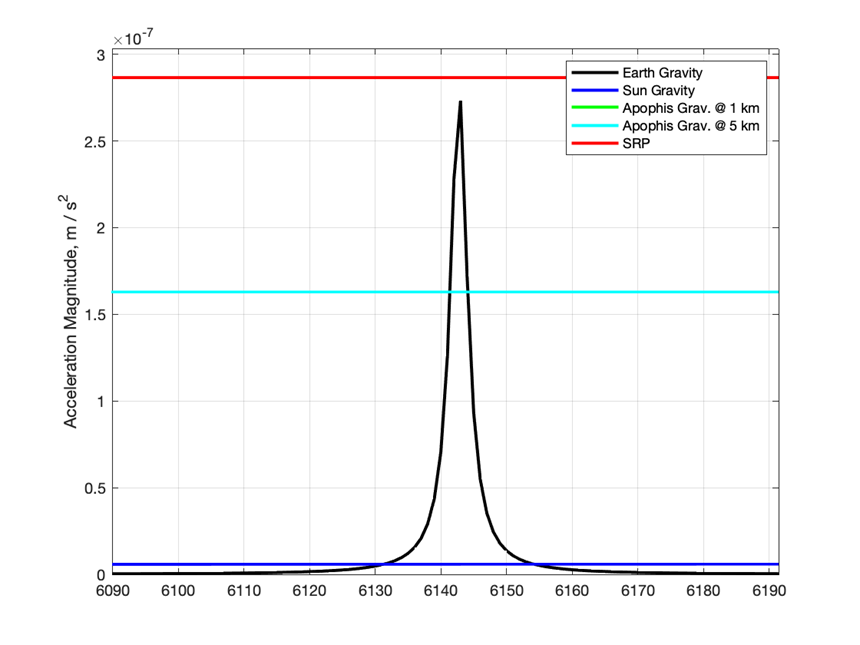 ×10⁻⁷
3
2.5
2
1.5
1
0.5
0
Acceleration Magnitude, m / s²
Earth Gravity
Sun Gravity
Apophis Grav. @ 1 km
Apophis Grav. @ 5 km
SRP
6090 6100 6110 6120 6130 6140 6150 6160 6170 6180 6190